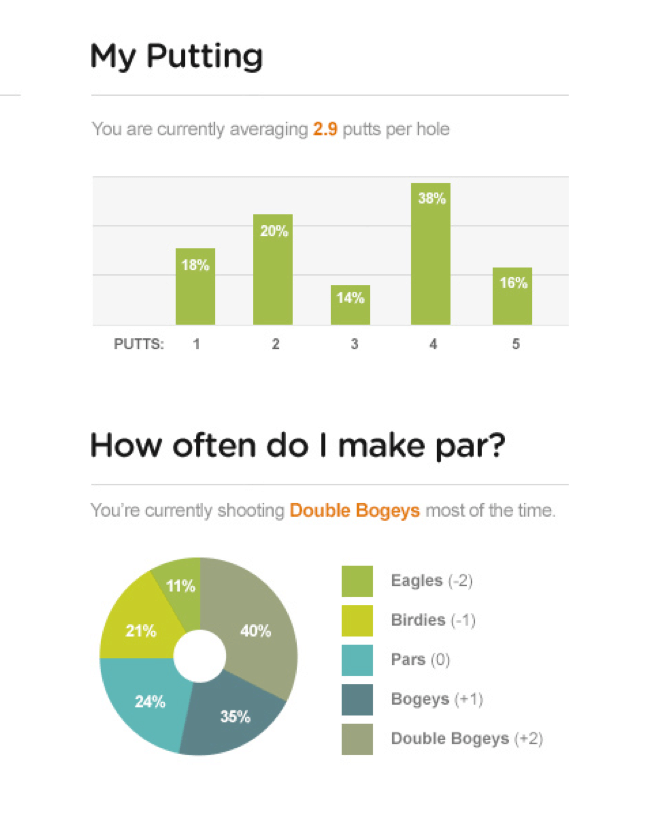 My Putting
You are currently averaging 2.9 putts per hole
18%
20%
14%
38%
16%
PUTTS: 1 2 3 4 5
How often do I make par?
You're currently shooting Double Bogeys most of the time.
11%
21%
40%
24%
35%
Eagles (-2)
Birdies (-1)
Pars (0)
Bogeys (+1)
Double Bogeys (+2)